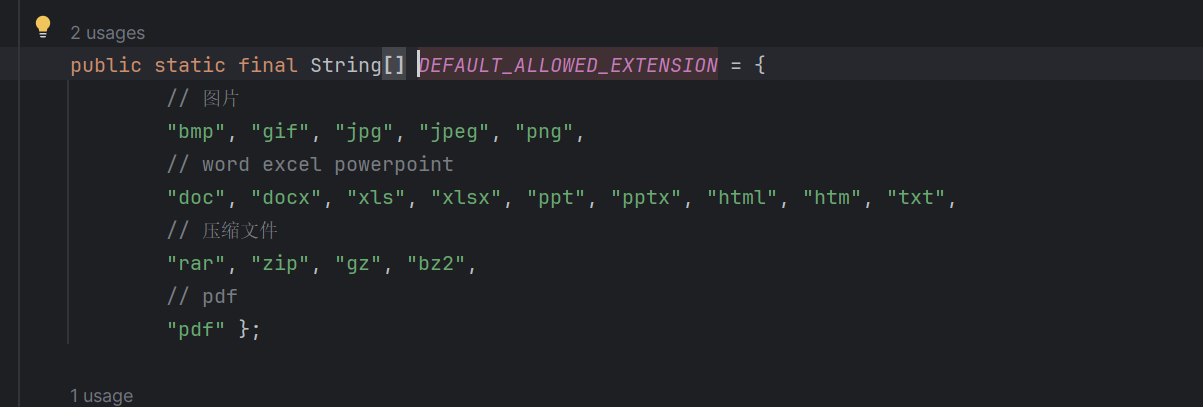 2 usages
public static final String[] DEFAULT_ALLOWED_EXTENSION = {
// 图片
"bmp", "gif", "jpg", "jpeg", "png",
// word excel powerpoint
"doc", "docx", "xls", "xlsx", "ppt", "pptx", "html", "htm", "txt",
// 压缩文件
"rar", "zip", "gz", "bz2",
// pdf
"pdf" };
1 usage